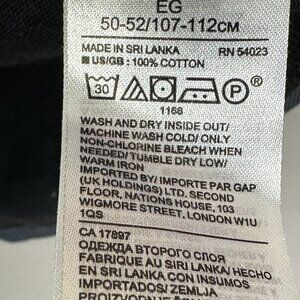 EG
50-52/107-112CM
MADE IN SRI LANKA RN 54023
US/GB: 100% COTTON
30 P
1166
WASH AND DRY INSIDE OUT/
MACHINE WASH COLD/ ONLY
NON-CHLORINE BLEACH WHEN
NEEDED/ TUMBLE DRY LOW/
WARM IRON
IMPORTED BY/ IMPORTE PAR GAP
(UK HOLDINGS) LTD. SECOND
FLOOR, NATIONS HOUSE, 103
WIGMORE STREET, LONDON W1U
1QS
CA 17897
ОДЕЖДА ВТОРОГО СЛОЯ
FABRIQUE AU SIRI LANKA/ HECHO
EN SRI LANKA CON INSUMOS
IMPORTADOS/ ZEMLJA